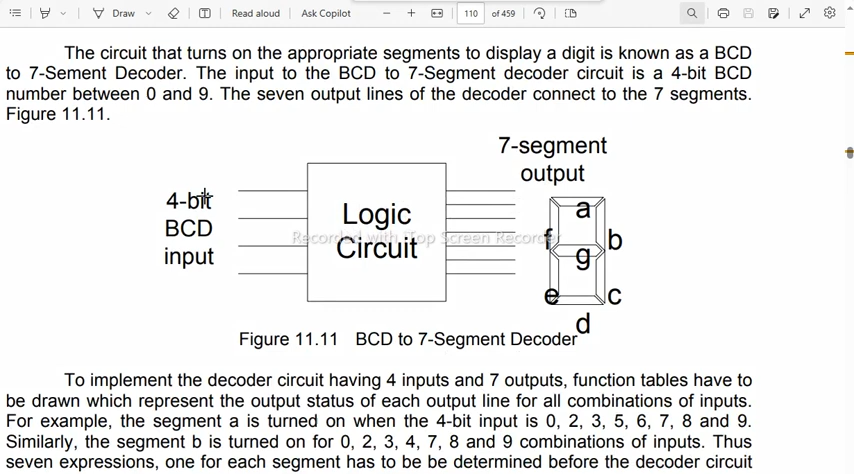 Draw
Read aloud
Ask Copilot
110 of 459
The circuit that turns on the appropriate segments to display a digit is known as a BCD
to 7-Sement Decoder. The input to the BCD to 7-Segment decoder circuit is a 4-bit BCD
number between 0 and 9. The seven output lines of the decoder connect to the 7 segments.
Figure 11.11.
7-segment
output
4-bit
BCD
input
Logic
Circuit
Recorded with iTop Screen Recorder
a
f
b
g
e
c
d
Figure 11.11 BCD to 7-Segment Decoder
To implement the decoder circuit having 4 inputs and 7 outputs, function tables have to
be drawn which represent the output status of each output line for all combinations of inputs.
For example, the segment a is turned on when the 4-bit input is 0, 2, 3, 5, 6, 7, 8 and 9.
Similarly, the segment b is turned on for 0, 2, 3, 4, 7, 8 and 9 combinations of inputs. Thus
seven expressions, one for each segment has to be be determined before the decoder circuit